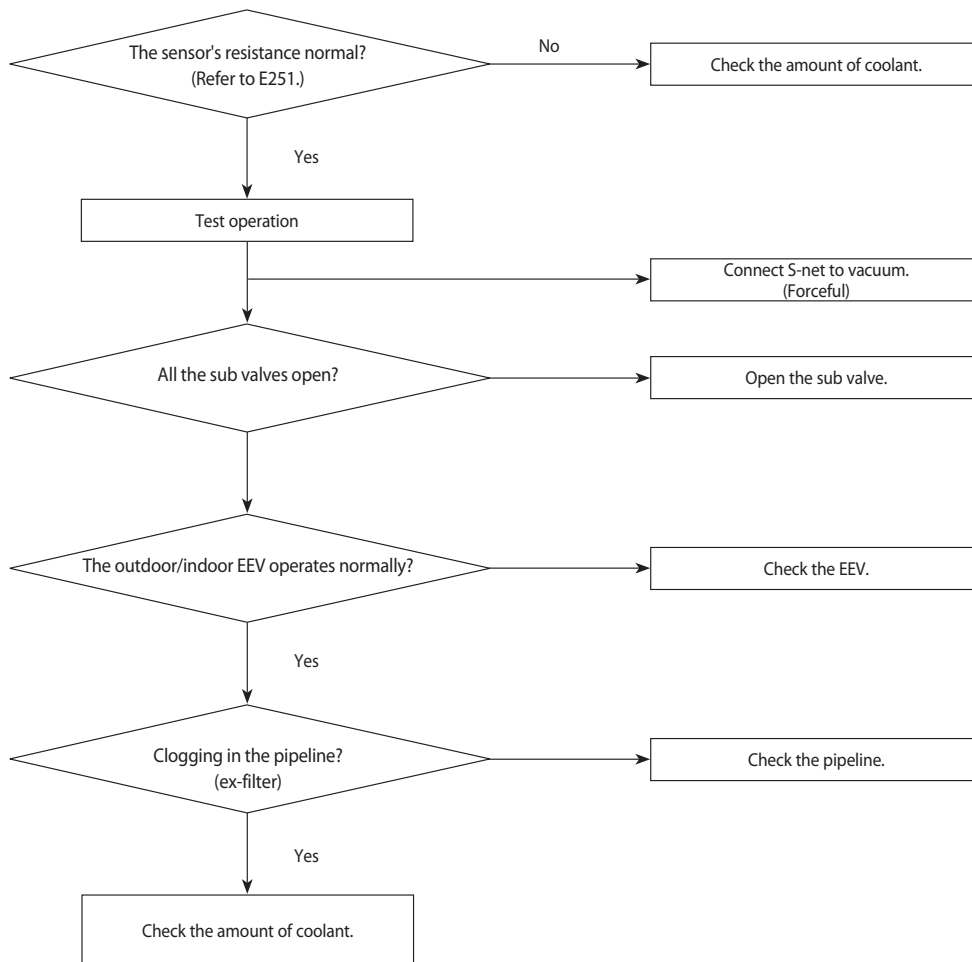 The sensor's resistance normal?
(Refer to E251.)
No
Check the amount of coolant.
Yes
Test operation
Connect S-net to vacuum.
(Forceful)
All the sub valves open?
Open the sub valve.
The outdoor/indoor EEV operates normally?
Check the EEV.
Yes
Clogging in the pipeline?
(ex-filter)
Check the pipeline.
Yes
Check the amount of coolant.